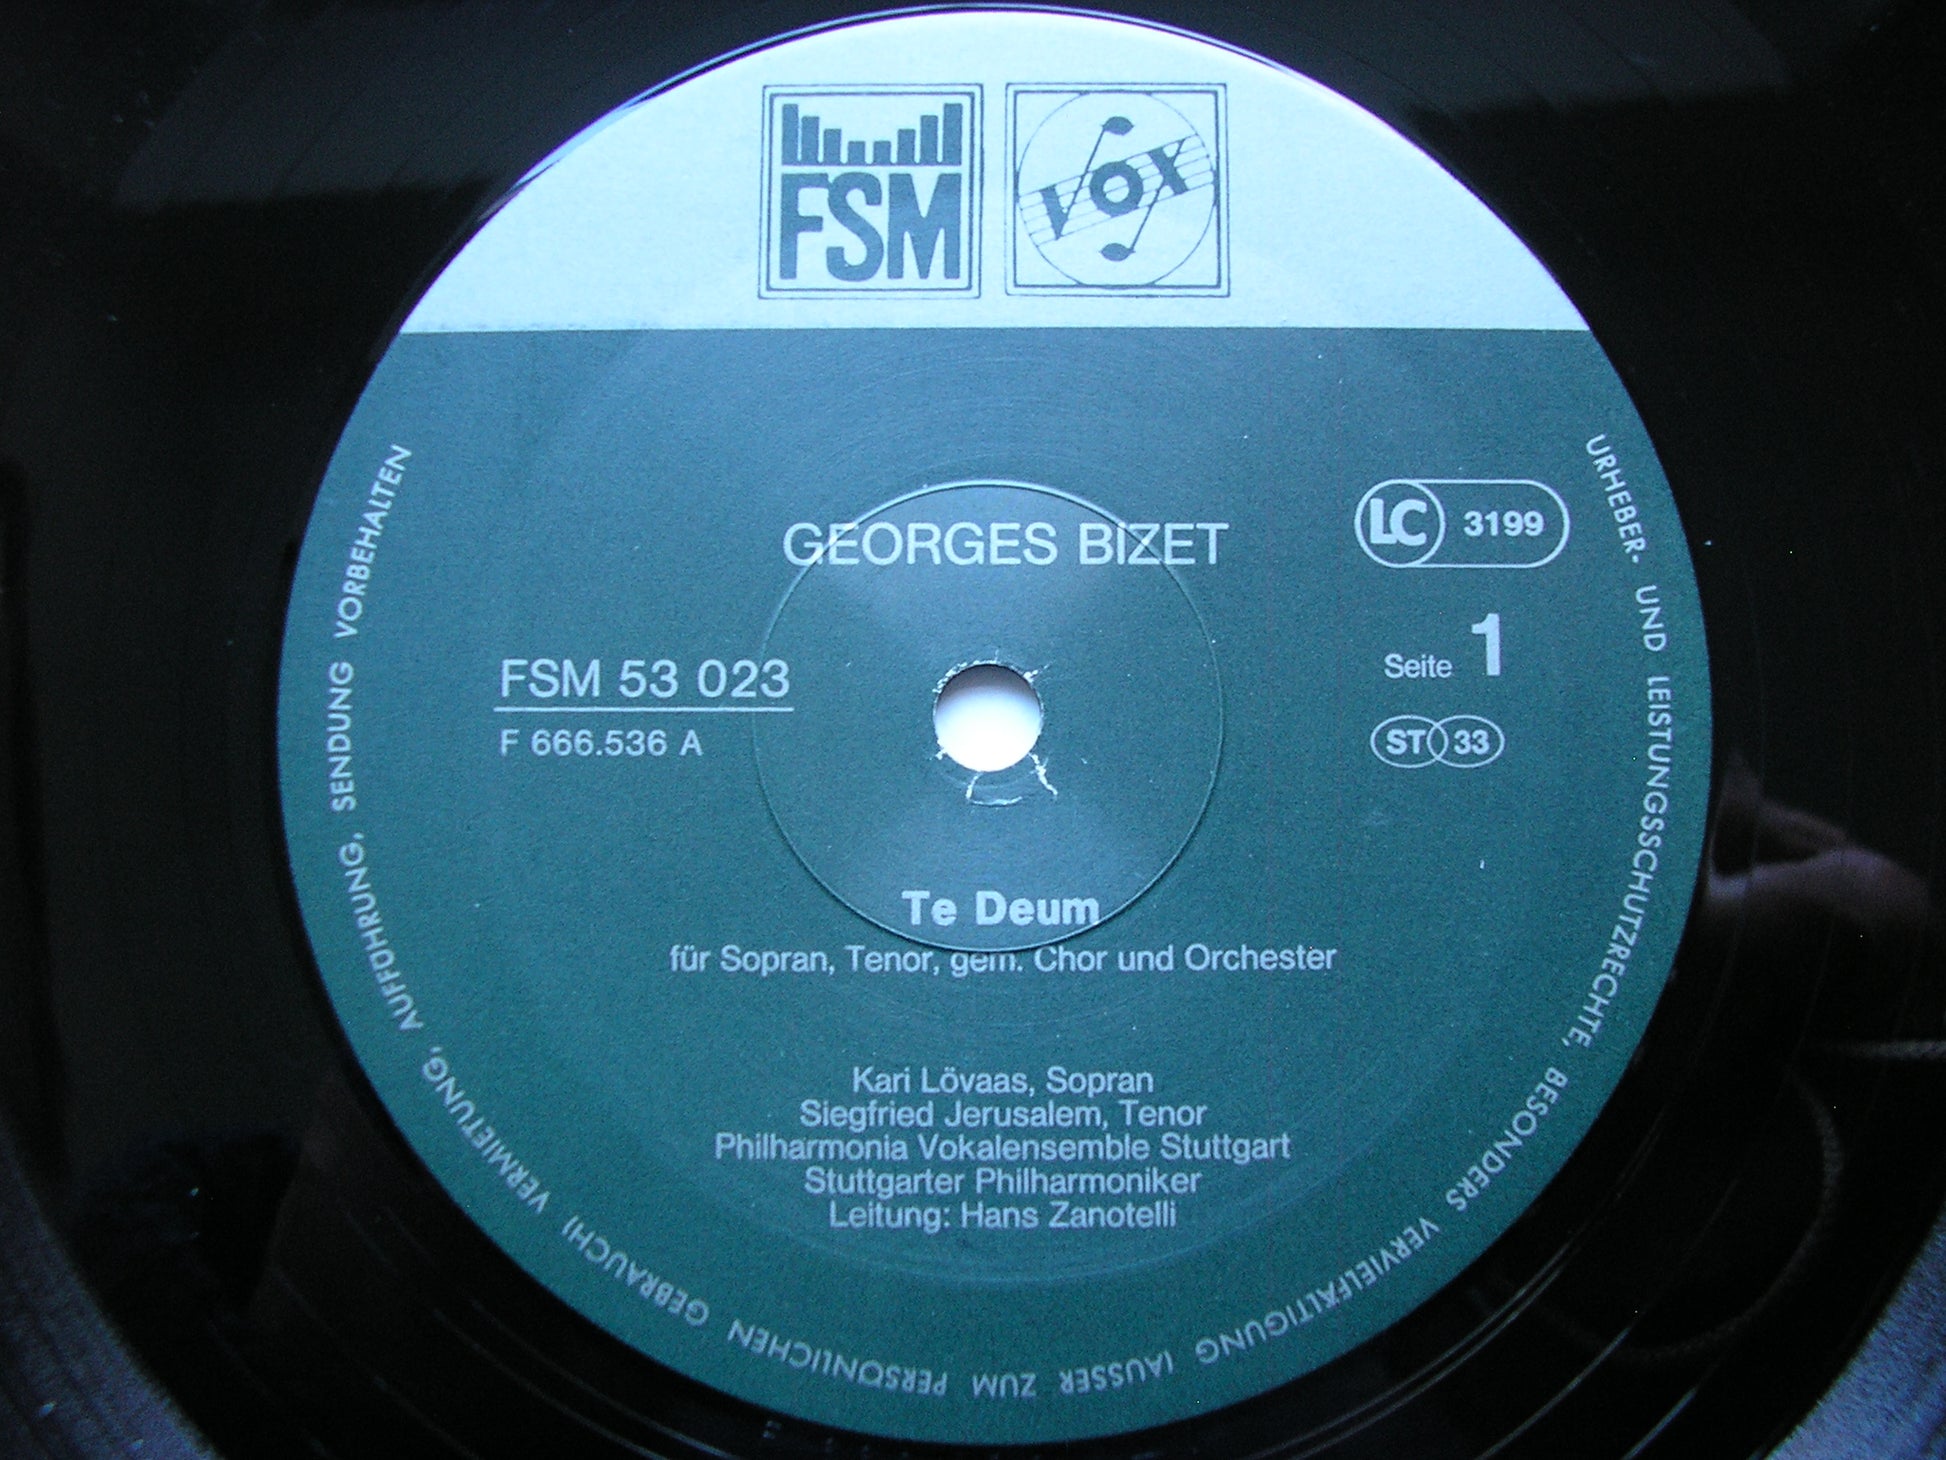 FSM
VOX
GEORGES BIZET
LC 3199
FSM 53 023
F 666.536 A
Seite 1
ST 33
Te Deum
für Sopran, Tenor, gem. Chor und Orchester
Kari Lövaas, Sopran
Siegfried Jerusalem, Tenor
Philharmonia Vokalensemble Stuttgart
Stuttgarter Philharmoniker
Leitung: Hans Zanotelli
URHEBER- UND LEISTUNGSSCHUTZRECHTE, BESONDERS VERVIELFÄLTIGUNG (AUSSER ZUM PERSÖNLICHEN GEBRAUCH) VERMIETUNG, AUFFÖHRUNG, SENDUNG VORBEHALTEN